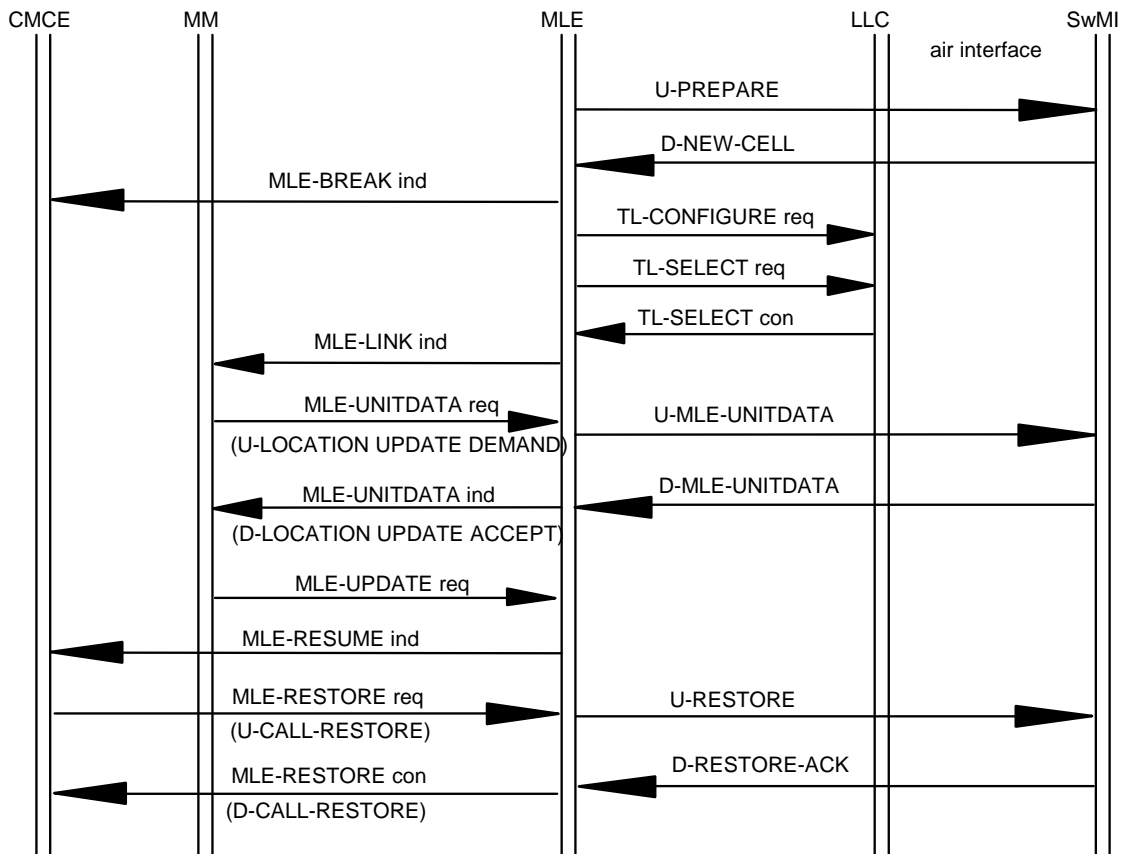 CMCE MM MLE LLC SwMI
air interface
U-PREPARE
D-NEW-CELL
MLE-BREAK ind
TL-CONFIGURE req
TL-SELECT req
TL-SELECT con
MLE-LINK ind
MLE-UNITDATA req
U-MLE-UNITDATA
(U-LOCATION UPDATE DEMAND)
MLE-UNITDATA ind
D-MLE-UNITDATA
(D-LOCATION UPDATE ACCEPT)
MLE-UPDATE req
MLE-RESUME ind
MLE-RESTORE req
U-RESTORE
(U-CALL-RESTORE)
MLE-RESTORE con
D-RESTORE-ACK
(D-CALL-RESTORE)